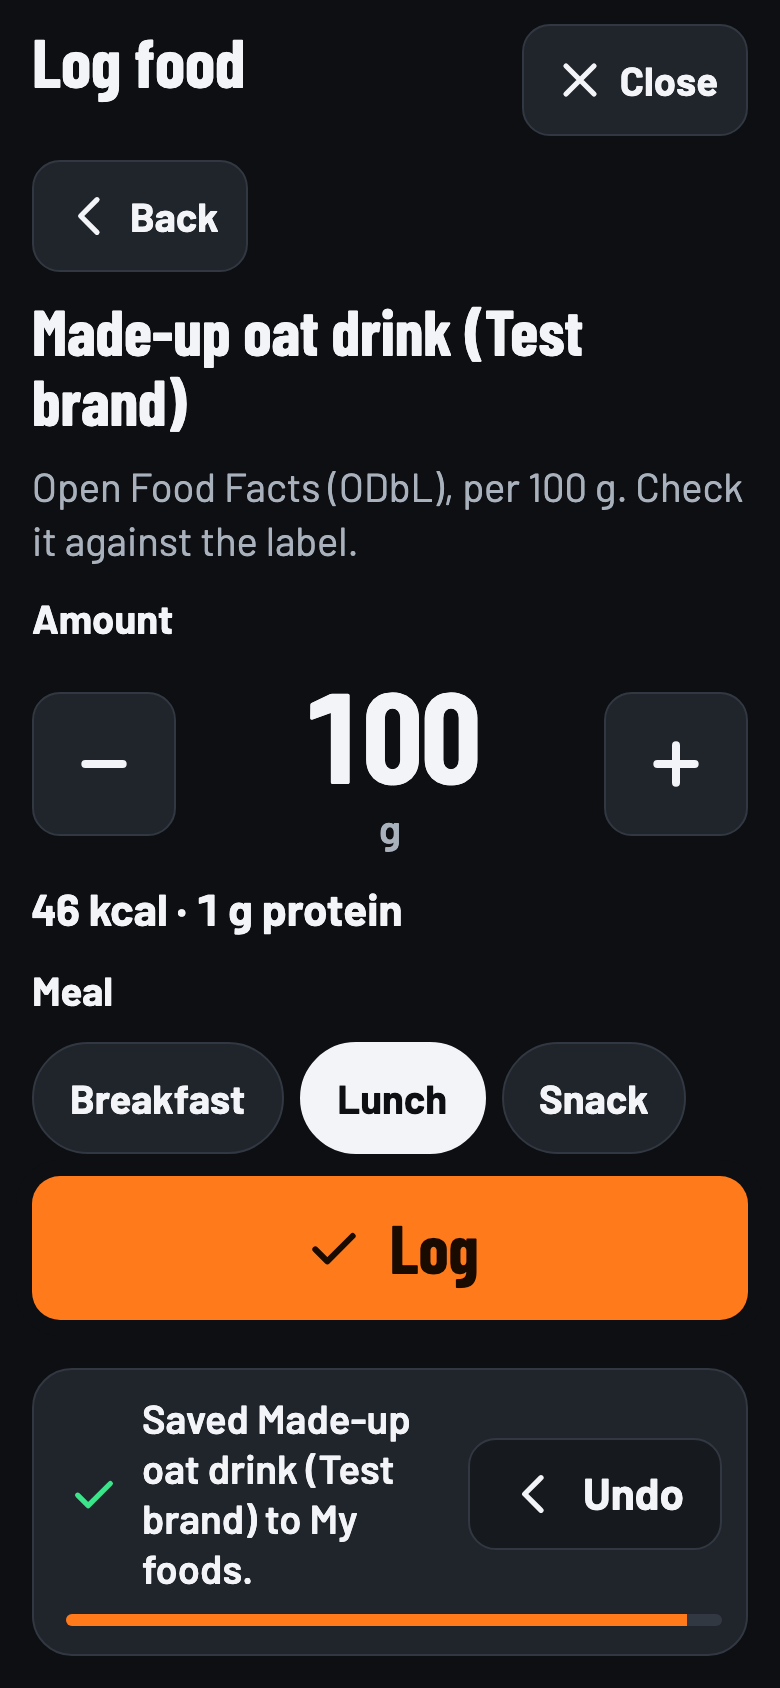 Log food
Close
Back
Made-up oat drink (Test
brand)
Open Food Facts (ODbL), per 100 g. Check
it against the label.
Amount
100
g
46 kcal · 1 g protein
Meal
Breakfast
Lunch
Snack
Log
Saved Made-up
oat drink (Test
brand) to My
foods.
Undo